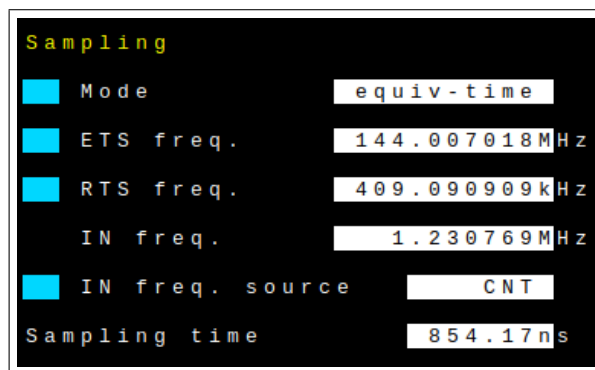 Sampling
Mode equiv-time
ETS freq. 144.007018MHz
RTS freq. 409.090909kHz
IN freq. 1.230769MHz
IN freq. source CNT
Sampling time 854.17ns